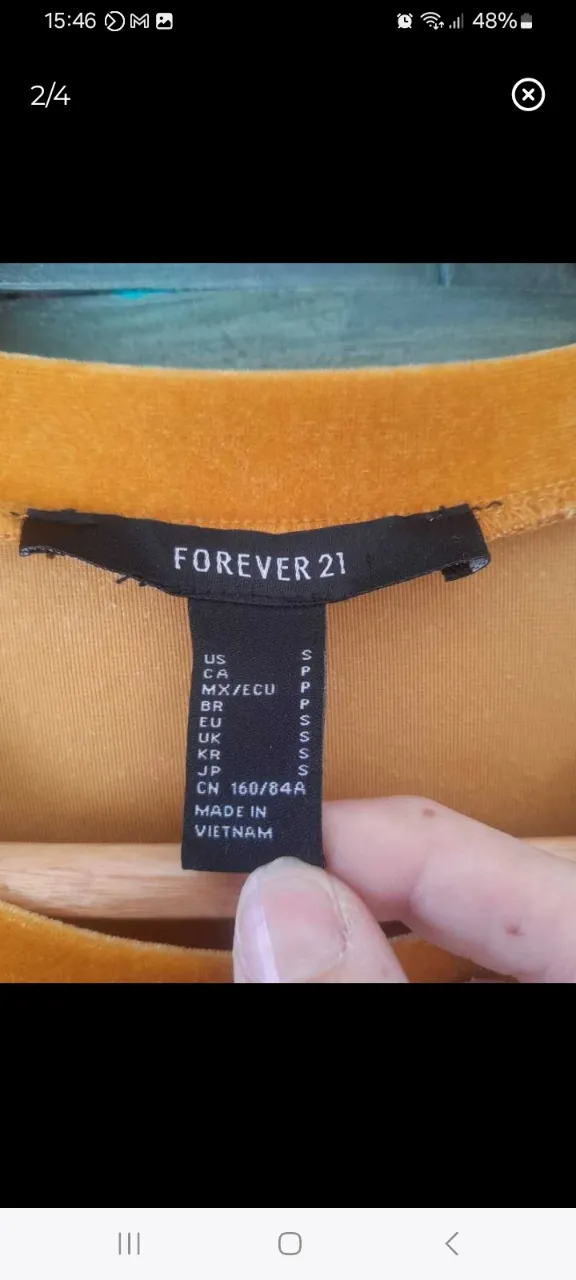 15:46 48%
2/4
FOREVER 21
US S
CA P
MX/ECU P
BR P
EU S
UK S
KR S
JP S
CN 160/84A
MADE IN
VIETNAM